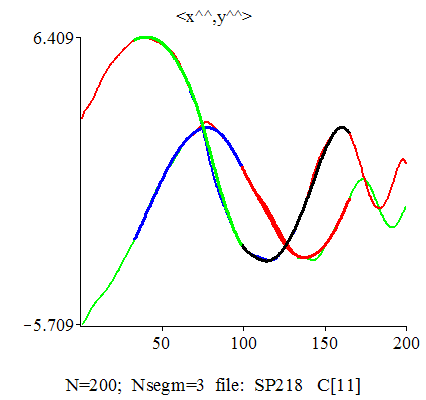 <x^^,y^^>
6.409
−5.709
50 100 150 200
N=200; Nsegm=3 file: SP218 C[11]